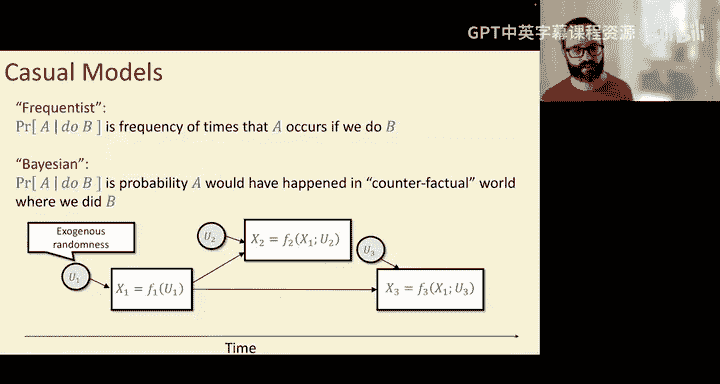 GPT中英字幕课程资源
Casual Models
“Frequentist”:
Pr[ A | do B ] is frequency of times that A occurs if we do B
“Bayesian”:
Pr[ A | do B ] is probability A would have happened in “counter-factual” world
where we did B
Exogenous
randomness
U₁
X₁ = f₁(U₁)
U₂
X₂ = f₂(X₁; U₂)
U₃
X₃ = f₃(X₁; U₃)
Time